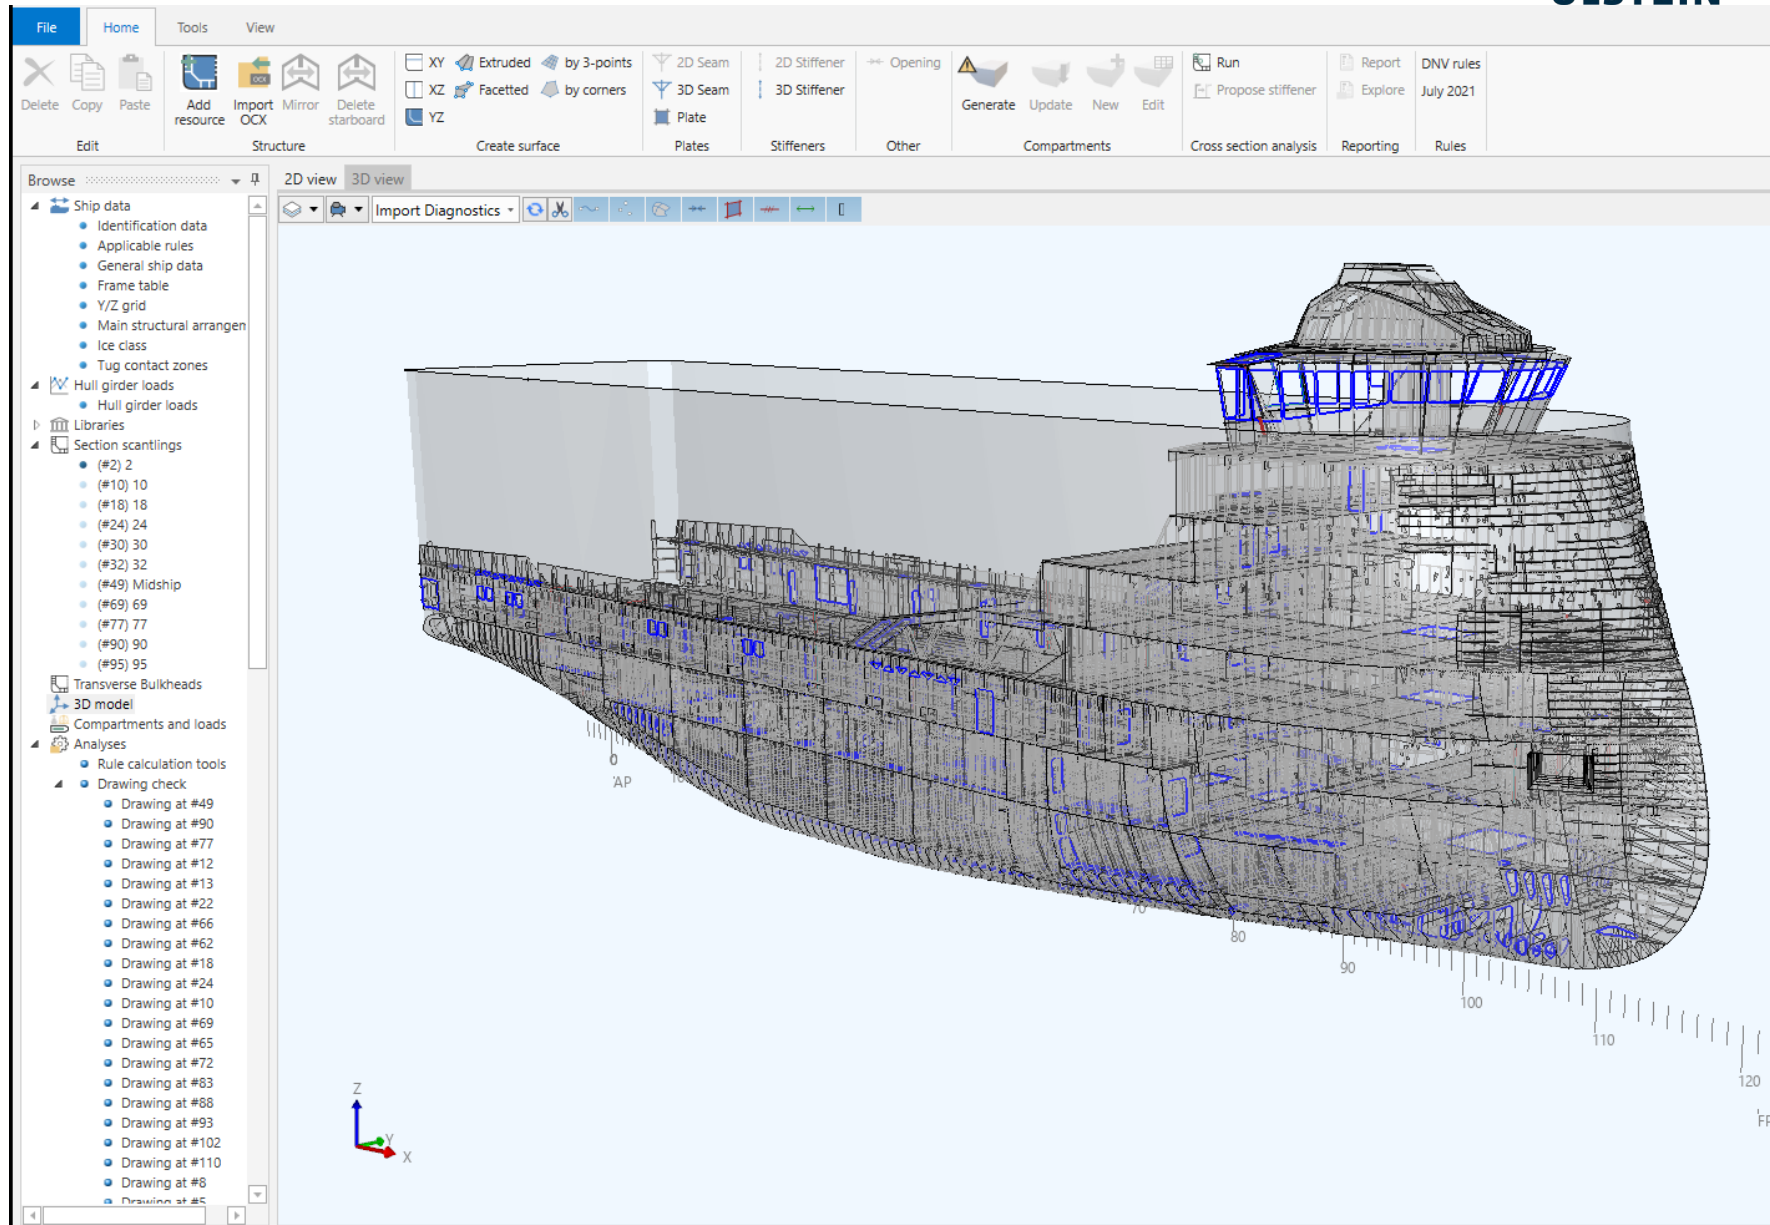 File Home Tools View
XY Extruded by 3-points 2D Seam 2D Stiffener Opening Run Report DNV rules
XZ Facetted by corners 3D Seam 3D Stiffener Propose stiffener Explore July 2021
YZ Plate
Delete Copy Paste Add resource Import OCX Mirror Delete starboard Generate Update New Edit
Edit Structure Create surface Plates Stiffeners Other Compartments Cross section analysis Reporting Rules
Browse
2D view 3D view
Import Diagnostics
Ship data
Identification data
Applicable rules
General ship data
Frame table
Y/Z grid
Main structural arrangen
Ice class
Tug contact zones
Hull girder loads
Hull girder loads
Libraries
Section scantlings
(#2) 2
(#10) 10
(#18) 18
(#24) 24
(#30) 30
(#32) 32
(#49) Midship
(#69) 69
(#77) 77
(#90) 90
(#95) 95
Transverse Bulkheads
3D model
Compartments and loads
Analyses
Rule calculation tools
Drawing check
Drawing at #49
Drawing at #90
Drawing at #77
Drawing at #12
Drawing at #13
Drawing at #22
Drawing at #66
Drawing at #62
Drawing at #18
Drawing at #24
Drawing at #10
Drawing at #69
Drawing at #65
Drawing at #72
Drawing at #83
Drawing at #88
Drawing at #93
Drawing at #102
Drawing at #110
Drawing at #8
Drawing at #5
0
AP
70
80
90
100
110
120
Z
Y
X